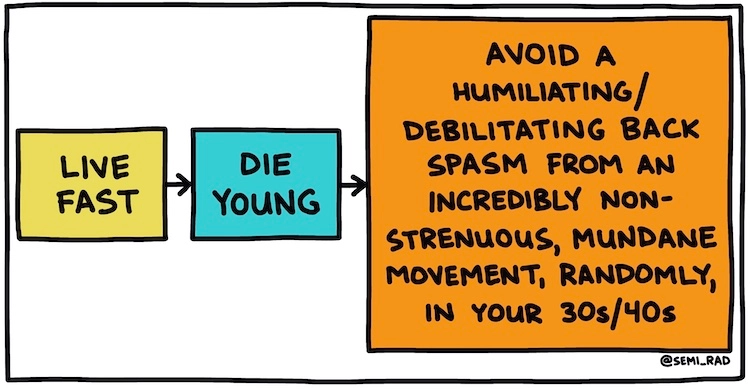 LIVE
FAST
DIE
YOUNG
AVOID A
HUMILIATING/
DEBILITATING BACK
SPASM FROM AN
INCREDIBLY NON-
STRENUOUS, MUNDANE
MOVEMENT, RANDOMLY,
IN YOUR 30s/40s
@SEMI_RAD